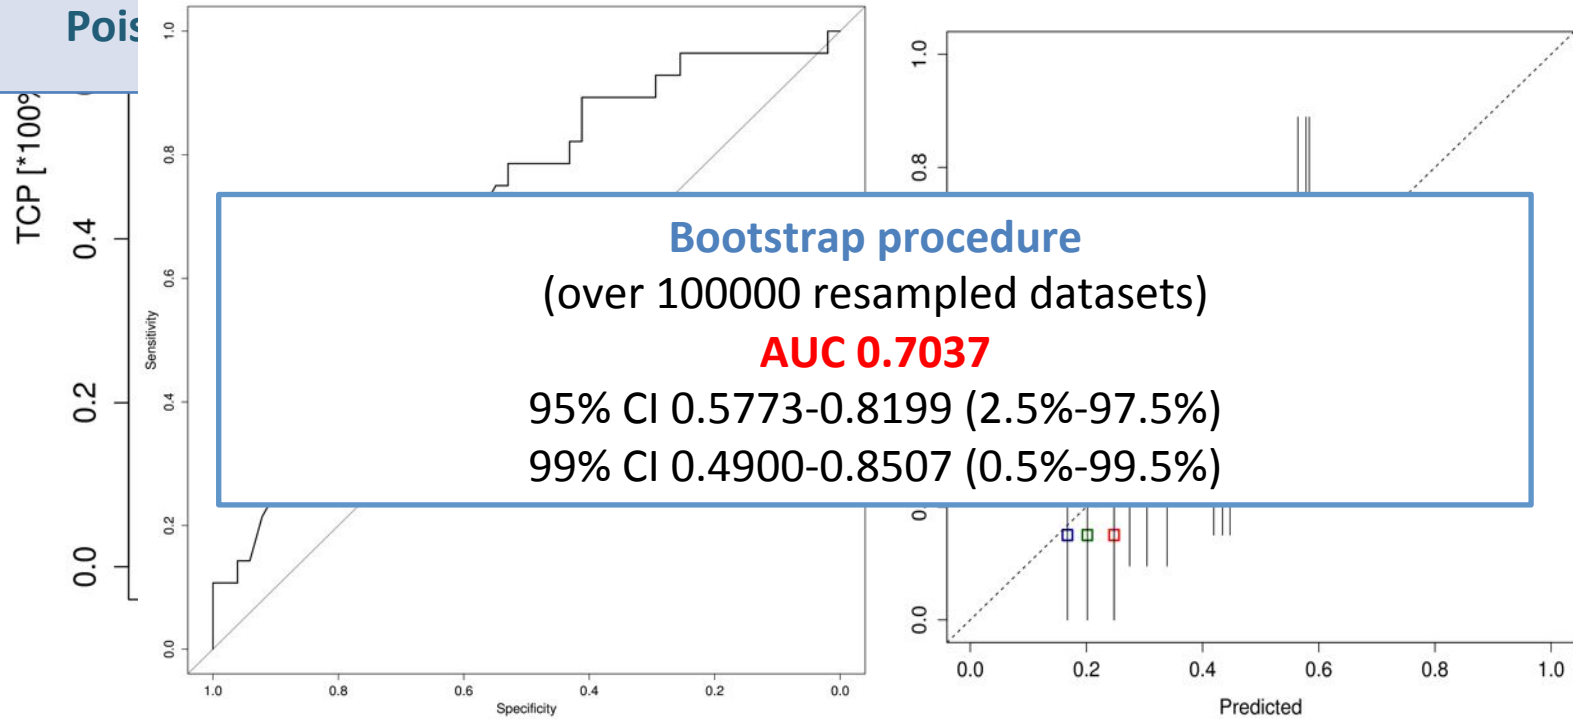 Pois
TCP [*100%
0.4
0.2
0.0
1.0
0.8
0.6
0.4
0.2
0.0
Sensitivity
1.0
0.8
0.6
0.4
0.2
0.0
Specificity
1.0
0.8
0.0
0.0
0.2
0.4
0.6
0.8
1.0
Predicted
Bootstrap procedure
(over 100000 resampled datasets)
AUC 0.7037
95% CI 0.5773-0.8199 (2.5%-97.5%)
99% CI 0.4900-0.8507 (0.5%-99.5%)